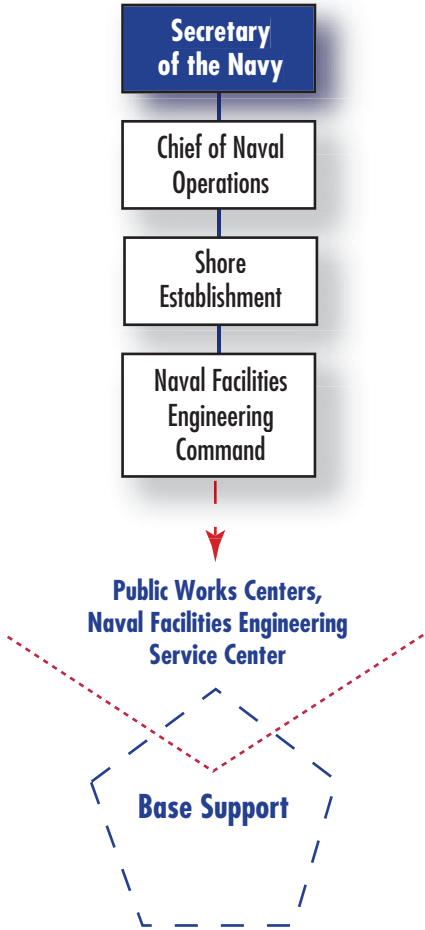 Secretary
of the Navy
Chief of Naval
Operations
Shore
Establishment
Naval Facilities
Engineering
Command
Public Works Centers,
Naval Facilities Engineering
Service Center
Base Support